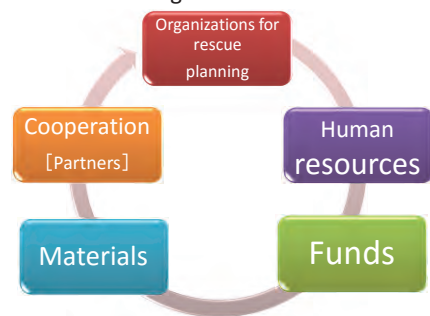 Organizations for
rescue
planning
Human
resources
Funds
Materials
Cooperation
［Partners］